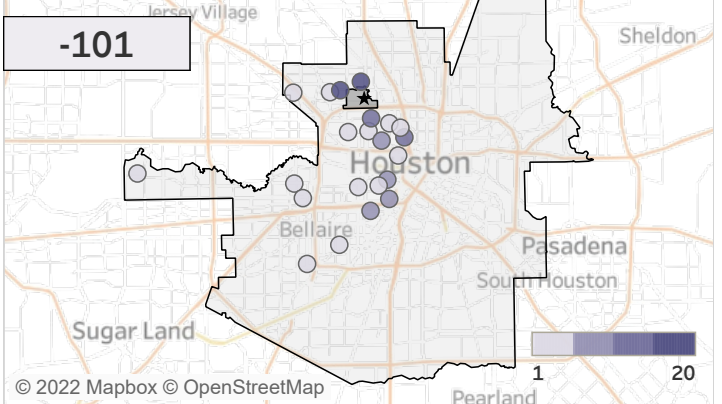 Jersey Village
-101
Sheldon
Houston
Bellaire
Pasadena
South Houston
Sugar Land
1 20
© 2022 Mapbox © OpenStreetMap
Pearland